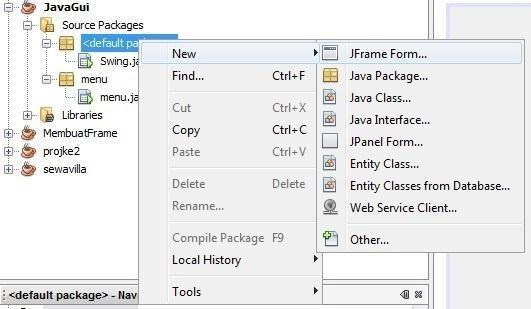 JavaGui
Source Packages
<default pac
Swing.ja
menu
menu.ja
Libraries
MembuatFrame
projke2
sewavilla
New
Find... Ctrl+F
Cut Ctrl+X
Copy Ctrl+C
Paste Ctrl+V
Delete Delete
Rename...
Compile Package F9
Local History
Tools
JFrame Form...
Java Package...
Java Class...
Java Interface...
JPanel Form...
Entity Class...
Entity Classes from Database...
Web Service Client...
Other...
<default package> - Navi